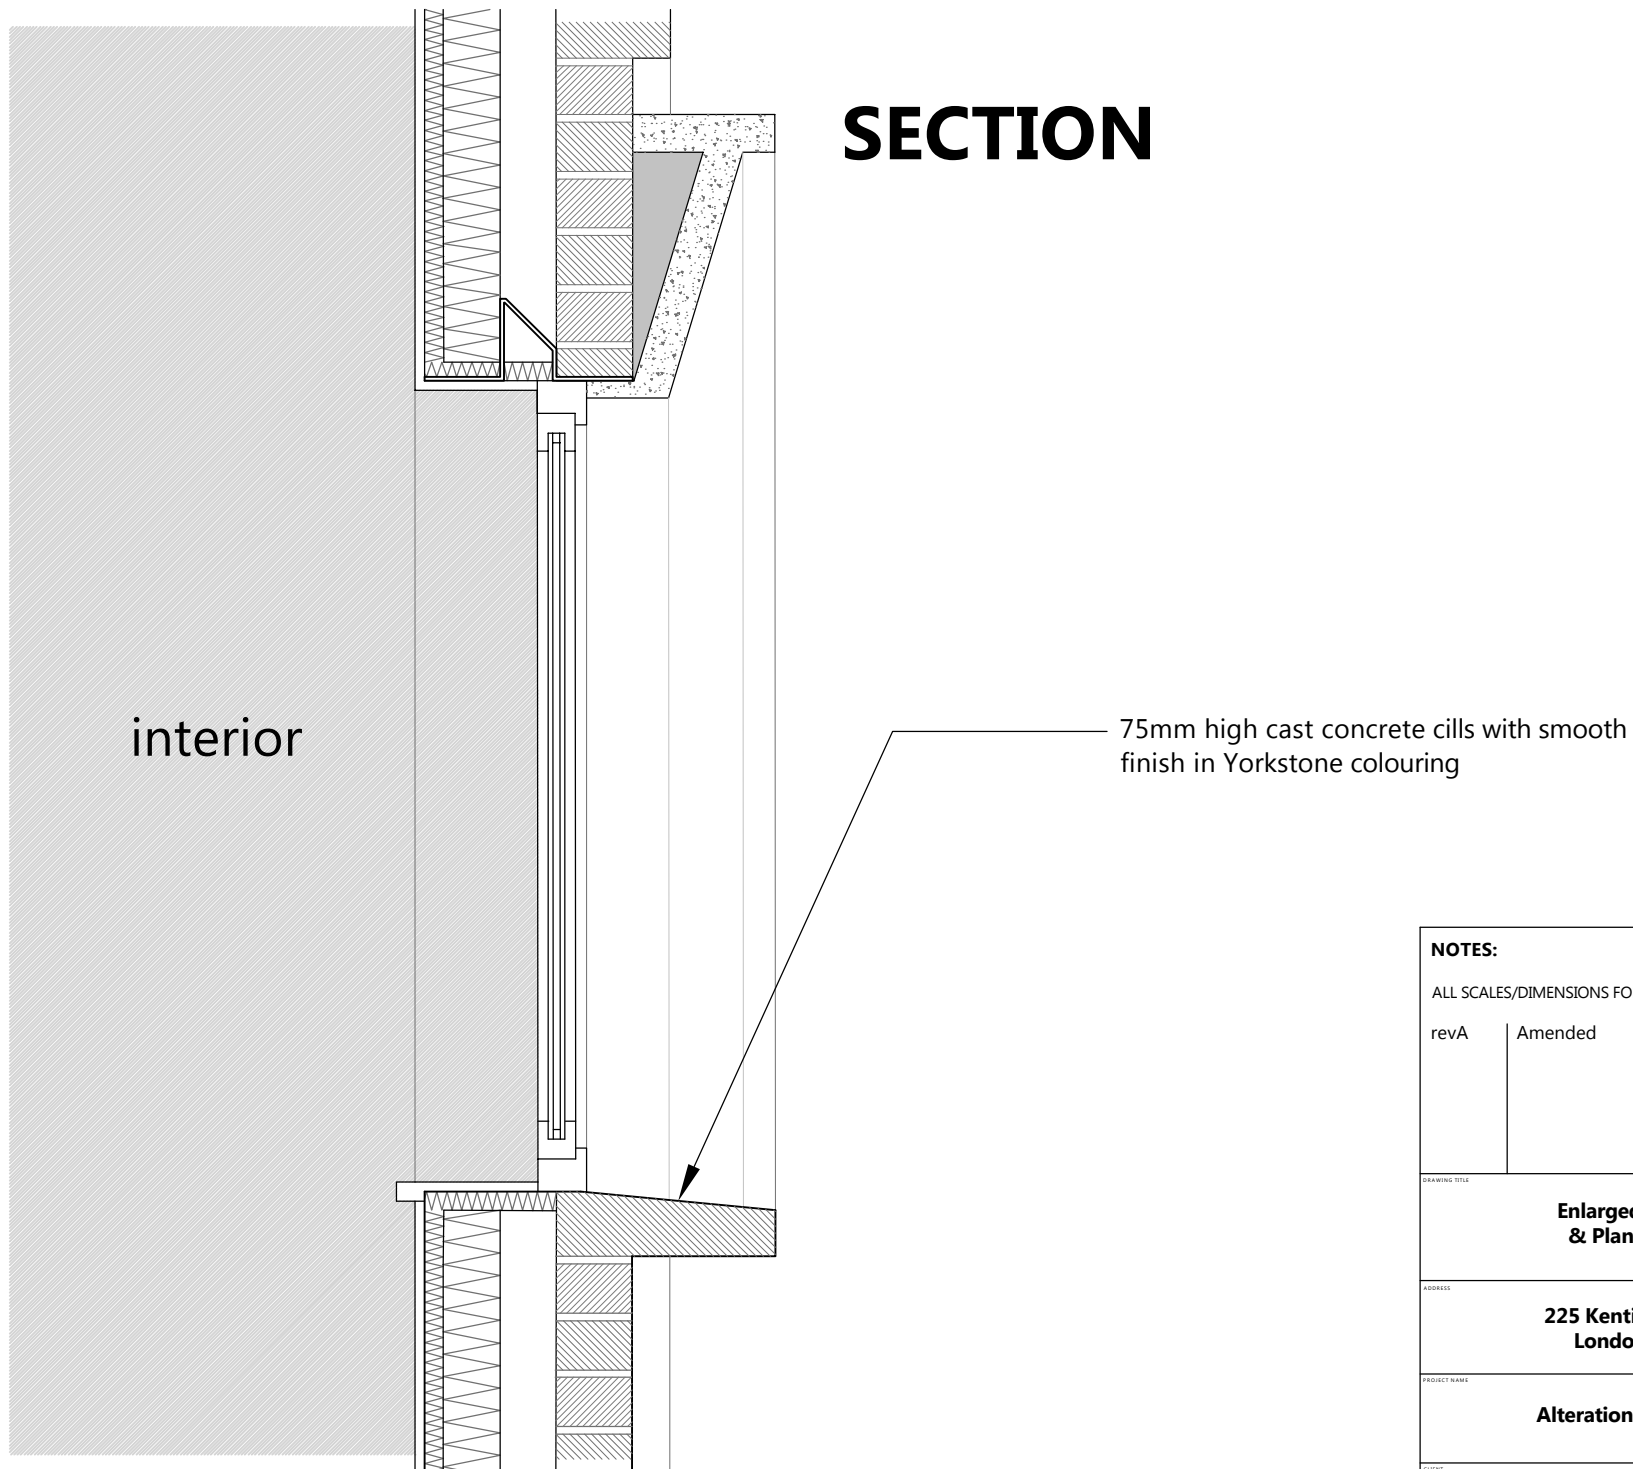 SECTION
interior
75mm high cast concrete cills with smooth
finish in Yorkstone colouring
NOTES:
ALL SCALES/DIMENSIONS FO
revA Amended
DRAWING TITLE
Enlarged
& Plan
ADDRESS
225 Kenti
Londo
PROJECT NAME
Alteration
CLIENT